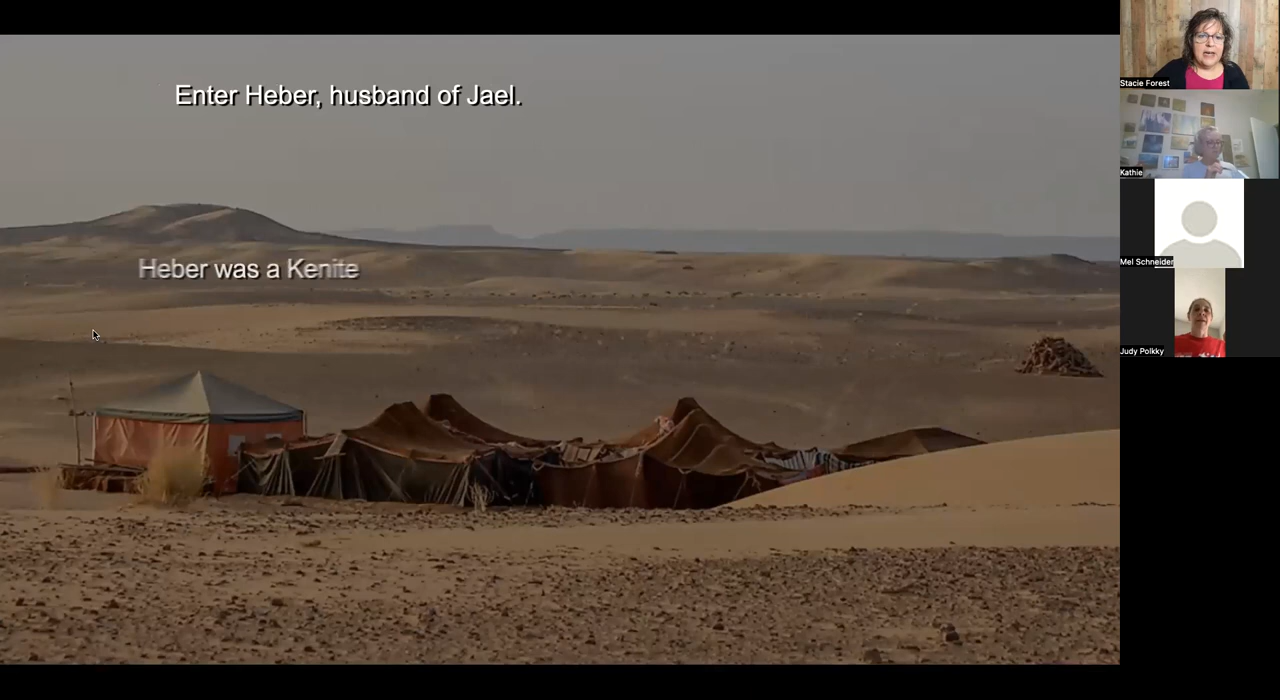 Enter Heber, husband of Jael.
Heber was a Kenite
Stacie Forest
Kathie
Mel Schneider
Judy Polkky